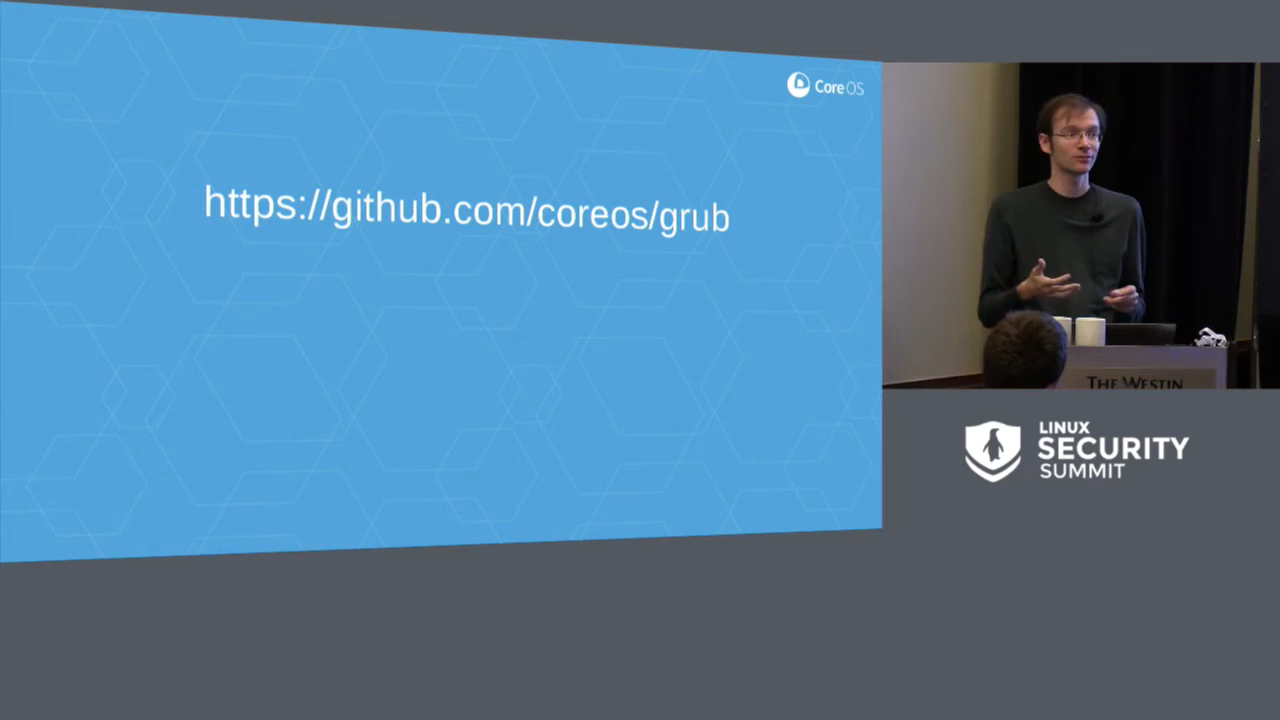 CoreOS
https://github.com/coreos/grub
THE WESTIN
LINUX
SECURITY
SUMMIT